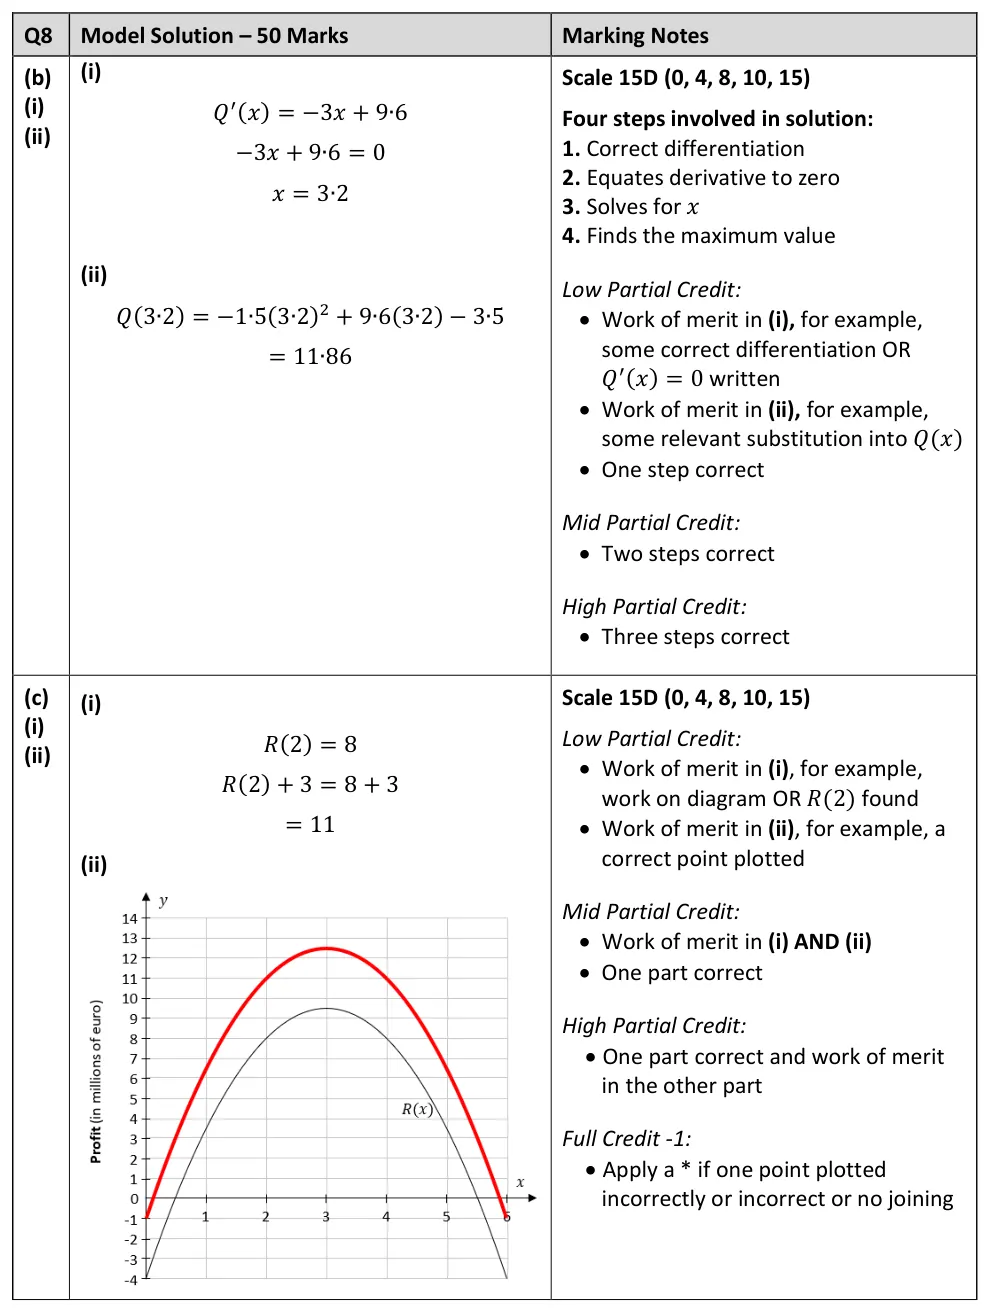 Q8 Model Solution – 50 Marks Marking Notes
(b)
(i)
(ii)
(i)
Q′(x) = −3x + 9·6
−3x + 9·6 = 0
x = 3·2
(ii)
Q(3·2) = −1·5(3·2)² + 9·6(3·2) − 3·5
= 11·86
Scale 15D (0, 4, 8, 10, 15)
Four steps involved in solution:
1. Correct differentiation
2. Equates derivative to zero
3. Solves for x
4. Finds the maximum value
Low Partial Credit:
• Work of merit in (i), for example,
some correct differentiation OR
Q′(x) = 0 written
• Work of merit in (ii), for example,
some relevant substitution into Q(x)
• One step correct
Mid Partial Credit:
• Two steps correct
High Partial Credit:
• Three steps correct
(c)
(i)
(ii)
(i)
R(2) = 8
R(2) + 3 = 8 + 3
= 11
(ii)
y
14
13
12
11
10
9
8
7
6
5
4
3
2
1
0
-1
-2
-3
-4
Profit (in millions of euro)
R(x)
x
1 2 3 4 5 6
Scale 15D (0, 4, 8, 10, 15)
Low Partial Credit:
• Work of merit in (i), for example,
work on diagram OR R(2) found
• Work of merit in (ii), for example, a
correct point plotted
Mid Partial Credit:
• Work of merit in (i) AND (ii)
• One part correct
High Partial Credit:
• One part correct and work of merit
in the other part
Full Credit -1:
• Apply a * if one point plotted
incorrectly or incorrect or no joining